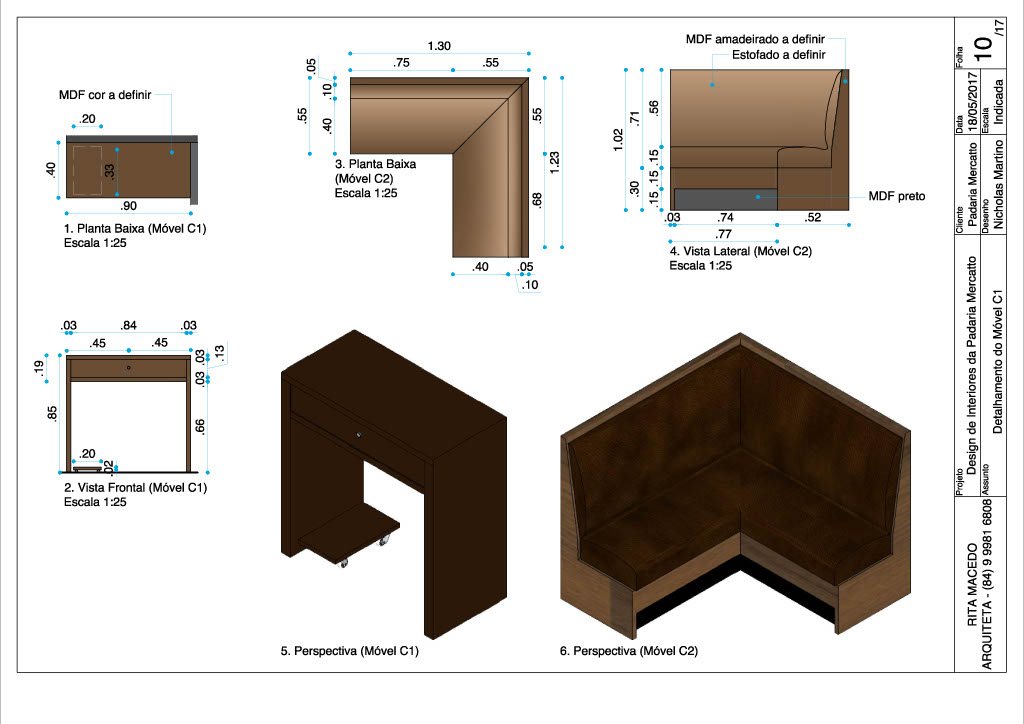 MDF cor a definir
.20
.40
.33
.90
1. Planta Baixa (Móvel C1)
Escala 1:25
1.30
.75
.55
.05
.10
.55
.40
.55
1.23
.68
3. Planta Baixa
(Móvel C2)
Escala 1:25
.40
.05
.10
MDF amadeirado a definir
Estofado a definir
1.02
.71
.56
.15
.30
.15
.15
MDF preto
.03
.74
.52
.77
4. Vista Lateral (Móvel C2)
Escala 1:25
.03
.84
.03
.45
.45
.19
.03
.13
.03
.85
.66
.20
.02
2. Vista Frontal (Móvel C1)
Escala 1:25
5. Perspectiva (Móvel C1)
6. Perspectiva (Móvel C2)
RITA MACEDO
ARQUITETA - (84) 9 9981 6808
Projeto
Design de Interiores da Padaria Mercatto
Assunto
Detalhamento do Móvel C1
Cliente
Padaria Mercatto
Desenho
Nicholas Martino
Data
18/05/2017
Escala
Indicada
Folha
10
/17